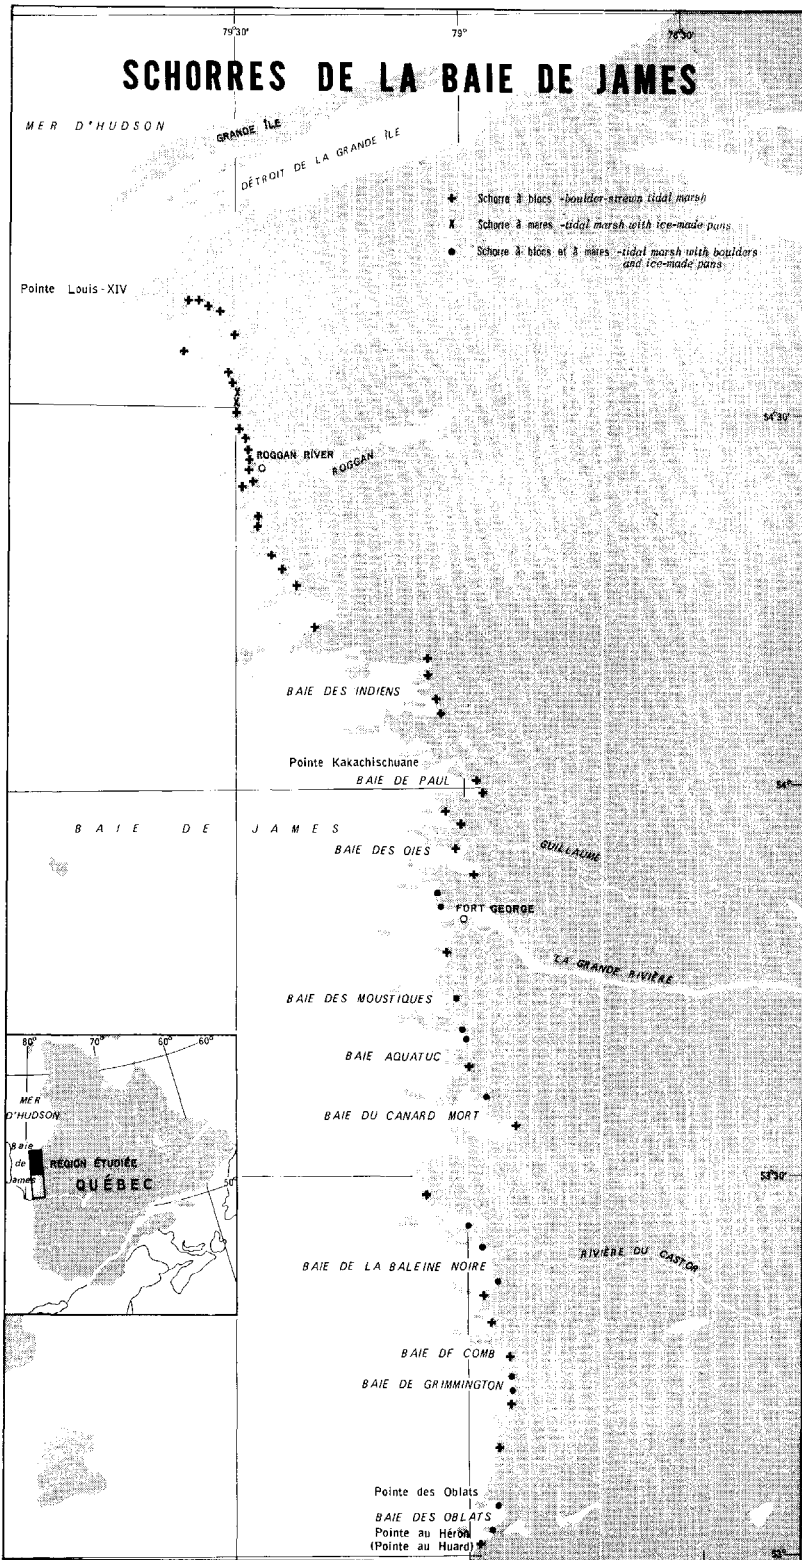 79°30'
79°
78°30'
SCHORRES DE LA BAIE DE JAMES
MER D'HUDSON
GRANDE ÎLE
DÉTROIT DE LA GRANDE ÎLE
Schorre à blocs -boulder-strewn tidal marsh
Schorre à mares -tidal marsh with ice-made pans
Schorre à blocs et à mares -tidal marsh with boulders
and ice-made pans
Pointe Louis-XIV
54°30'
ROGGAN RIVER
ROGGAN
BAIE DES INDIENS
Pointe Kakachischuane
BAIE DE PAUL
54°
BAIE DE JAMES
BAIE DES OIES
GUILLAUME
FORT GEORGE
LA GRANDE RIVIÈRE
BAIE DES MOUSTIQUES
BAIE AQUATUC
BAIE DU CANARD MORT
53°30'
RIVIÈRE DU CASTOR
BAIE DE LA BALEINE NOIRE
BAIE DE COMB
BAIE DE GRIMMINGTON
Pointe des Oblats
BAIE DES OBLATS
Pointe au Héron
(Pointe au Huard)
53°
80°
70°
60°
60°
MER
D'HUDSON
Baie
de
James
RÉGION ÉTUDIÉE
QUÉBEC
50°